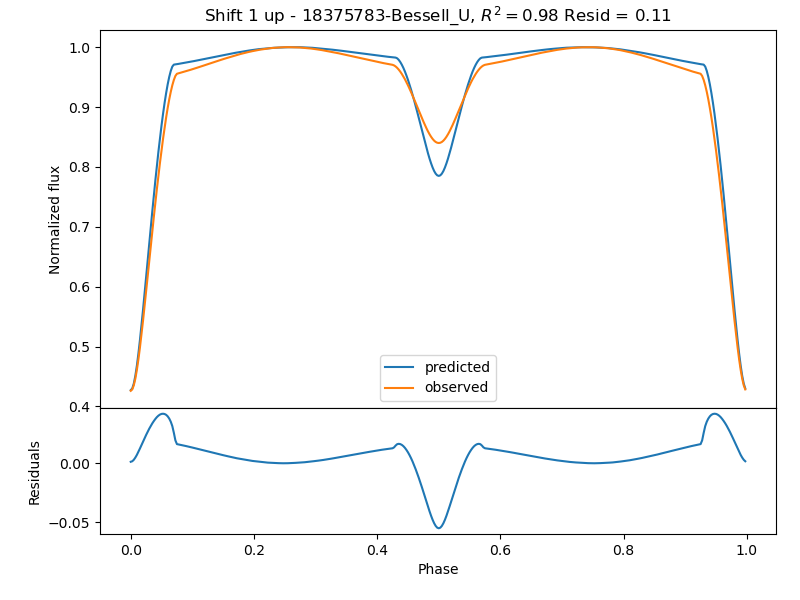 Shift 1 up - 18375783-Bessell_U, R² = 0.98 Resid = 0.11
1.0
0.9
0.8
0.7
0.6
0.5
0.4
Normalized flux
predicted
observed
0.00
−0.05
Residuals
0.0 0.2 0.4 0.6 0.8 1.0
Phase